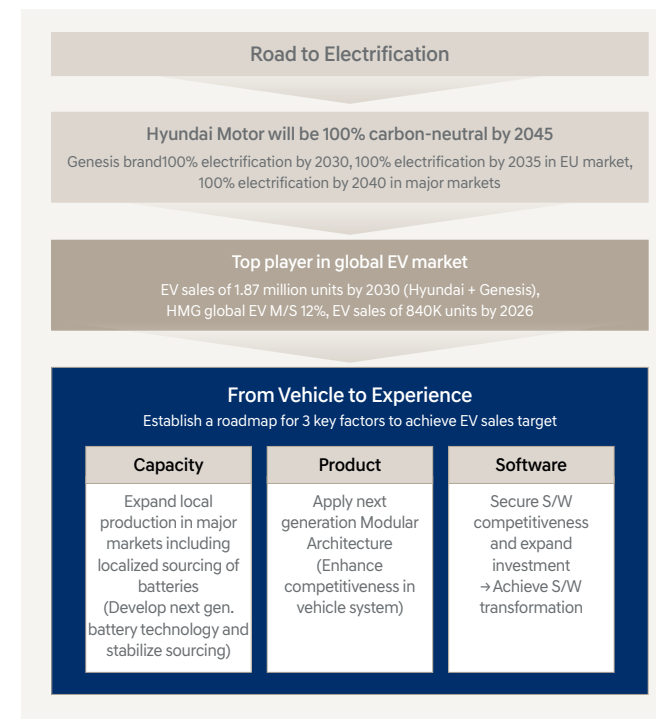 Road to Electrification
Hyundai Motor will be 100% carbon-neutral by 2045
Genesis brand100% electrification by 2030, 100% electrification by 2035 in EU market,
100% electrification by 2040 in major markets
Top player in global EV market
EV sales of 1.87 million units by 2030 (Hyundai + Genesis),
HMG global EV M/S 12%, EV sales of 840K units by 2026
From Vehicle to Experience
Establish a roadmap for 3 key factors to achieve EV sales target
Capacity
Expand local
production in major
markets including
localized sourcing of
batteries
(Develop next gen.
battery technology and
stabilize sourcing)
Product
Apply next
generation Modular
Architecture
(Enhance
competitiveness in
vehicle system)
Software
Secure S/W
competitiveness
and expand
investment
→Achieve S/W
transformation